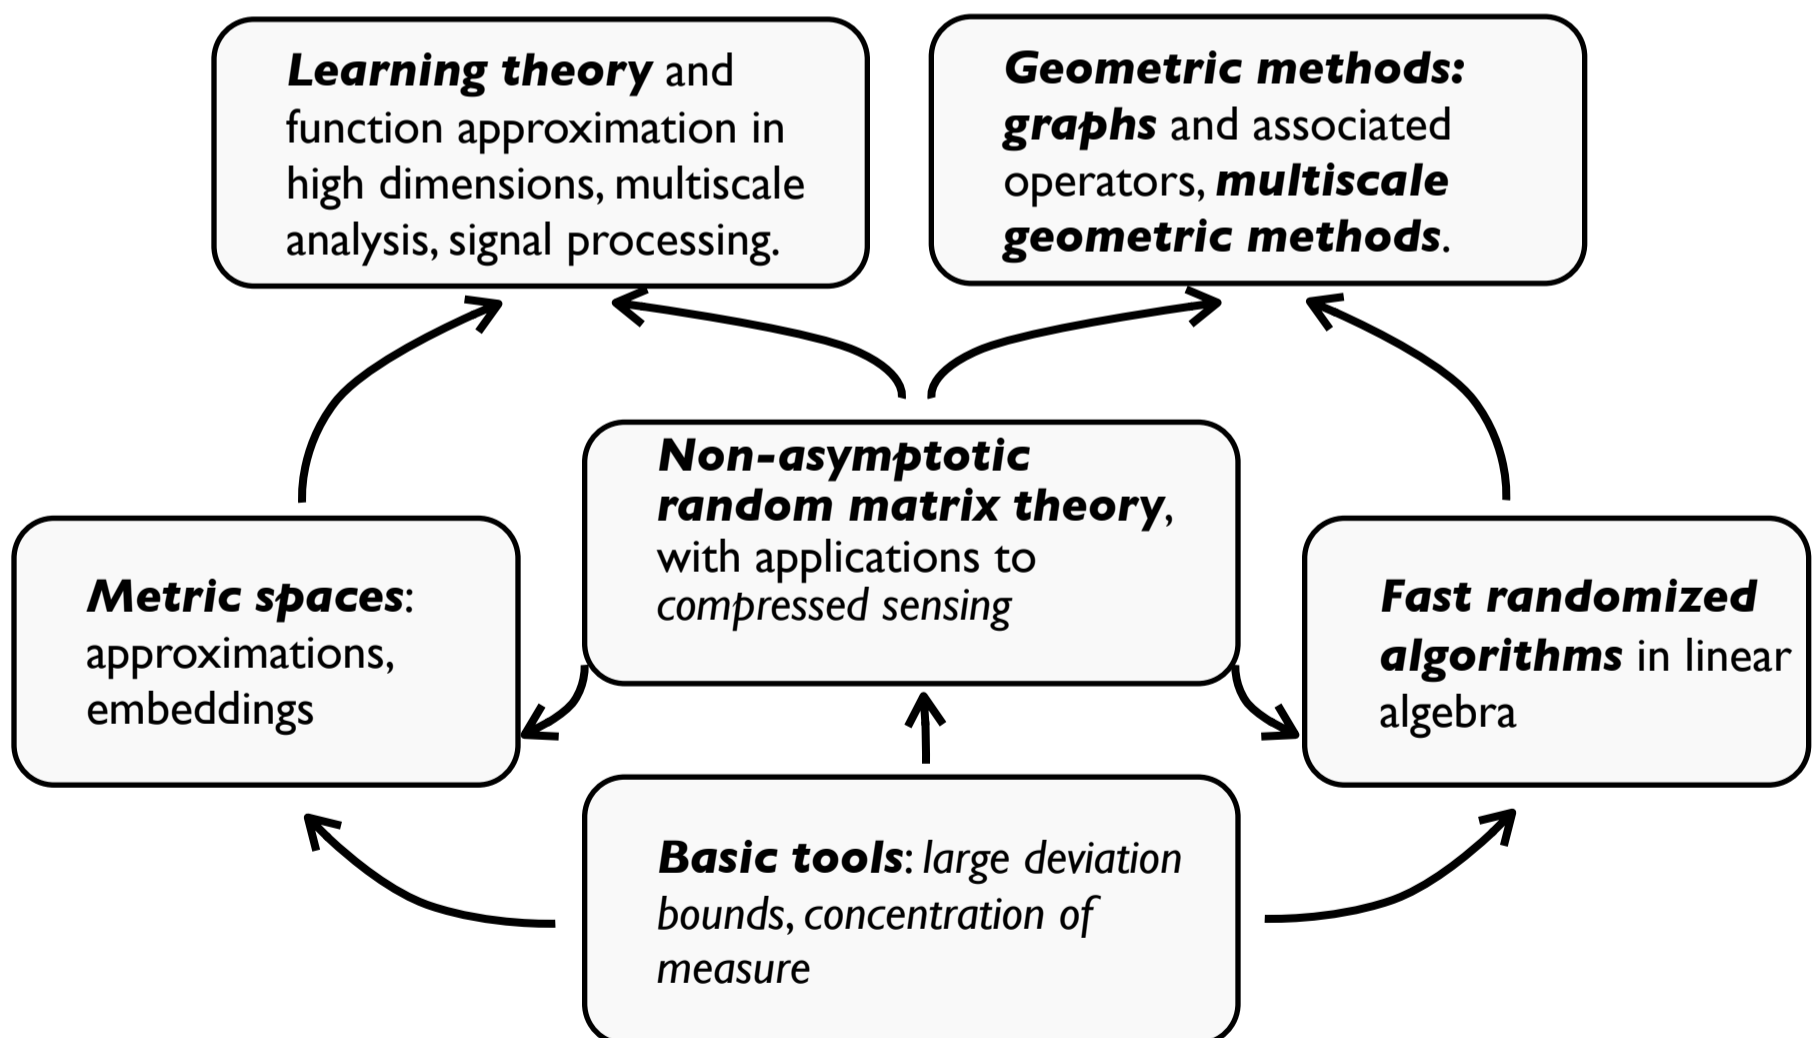 Learning theory and
function approximation in
high dimensions, multiscale
analysis, signal processing.
Geometric methods:
graphs and associated
operators, multiscale
geometric methods.
Non-asymptotic
random matrix theory,
with applications to
compressed sensing
Metric spaces:
approximations,
embeddings
Fast randomized
algorithms in linear
algebra
Basic tools: large deviation
bounds, concentration of
measure